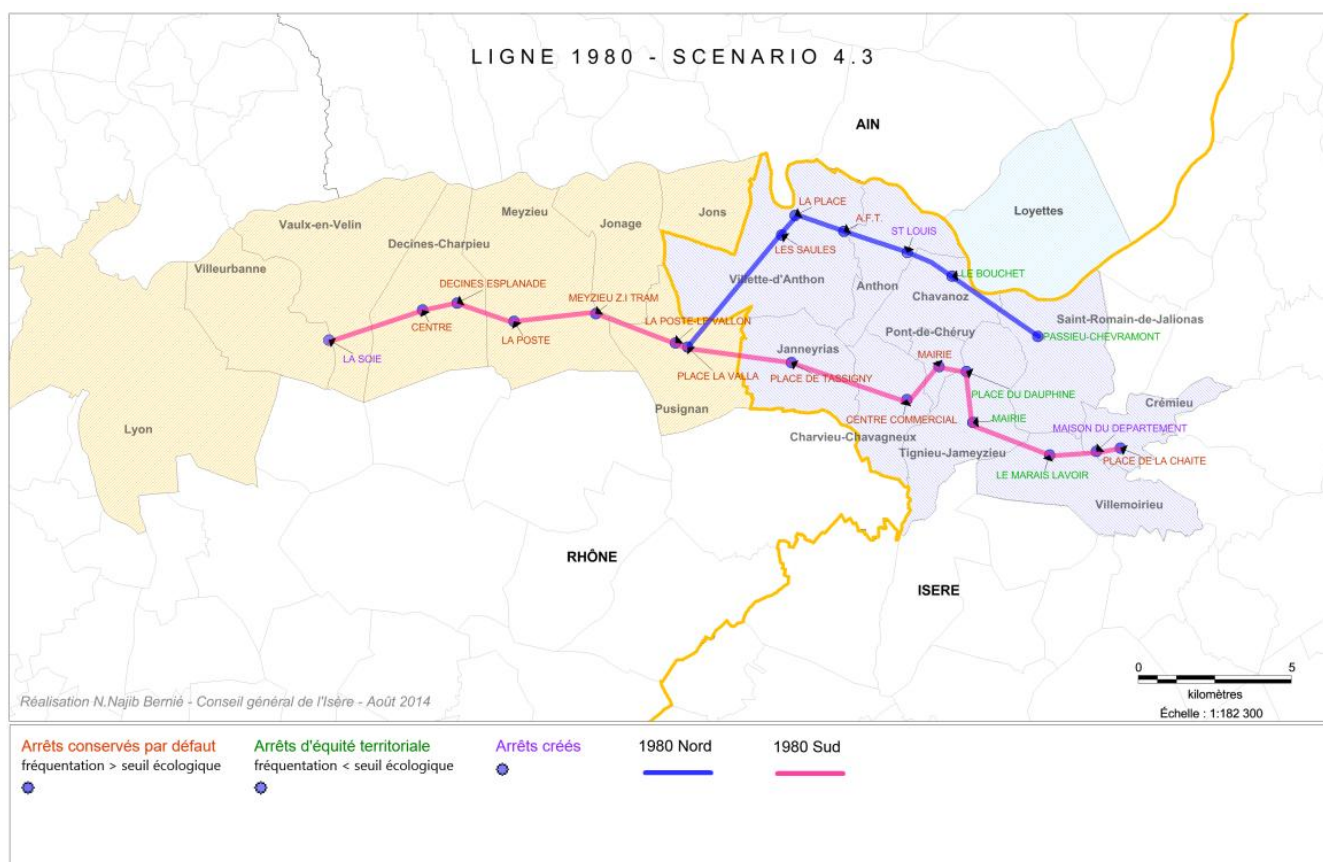 LIGNE 1980 - SCENARIO 4.3
AIN
LA PLACE
Loyettes
Meyzieu
Jonage
Jons
Vaulx-en-Velin
A.F.T.
ST LOUIS
Decines-Charpieu
LES SAULES
Villeurbanne
LE BOUCHET
Villette-d'Anthon
DECINES ESPLANADE
Anthon
Chavanoz
MEYZIEU Z.I TRAM
Saint-Romain-de-Jalionas
CENTRE
LA POSTE-LE VALLON
Pont-de-Chéruy
PASSIEU-CHEVRAMONT
LA POSTE
Janneyrias
MAIRIE
LA SOIE
PLACE LA VALLA
PLACE DE TASSIGNY
PLACE DU DAUPHINE
Crémieu
Pusignan
CENTRE COMMERCIAL
MAIRIE
Lyon
MAISON DU DEPARTEMENT
Charvieu-Chavagneux
Tignieu-Jameyzieu
PLACE DE LA CHAITE
LE MARAIS LAVOIR
Villemoirieu
RHÔNE
ISERE
0 5
kilomètres
Échelle : 1:182 300
Réalisation N.Najib Bernié - Conseil général de l'Isère - Août 2014
Arrêts conservés par défaut
fréquentation > seuil écologique
Arrêts d'équité territoriale
fréquentation < seuil écologique
Arrêts créés
1980 Nord
1980 Sud